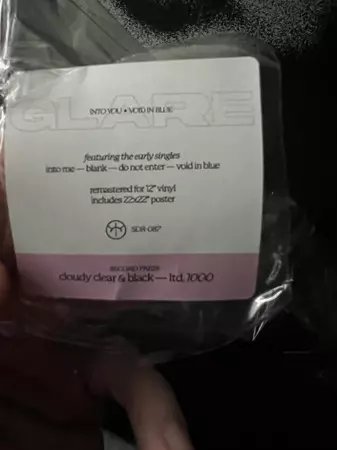 GLARE
INTO YOU • VOID IN BLUE
featuring the early singles
into me — blank — do not enter — void in blue
remastered for 12" vinyl
includes 22x22" poster
SDR-087
RECORD FINISH
cloudy clear & black — ltd. 1000